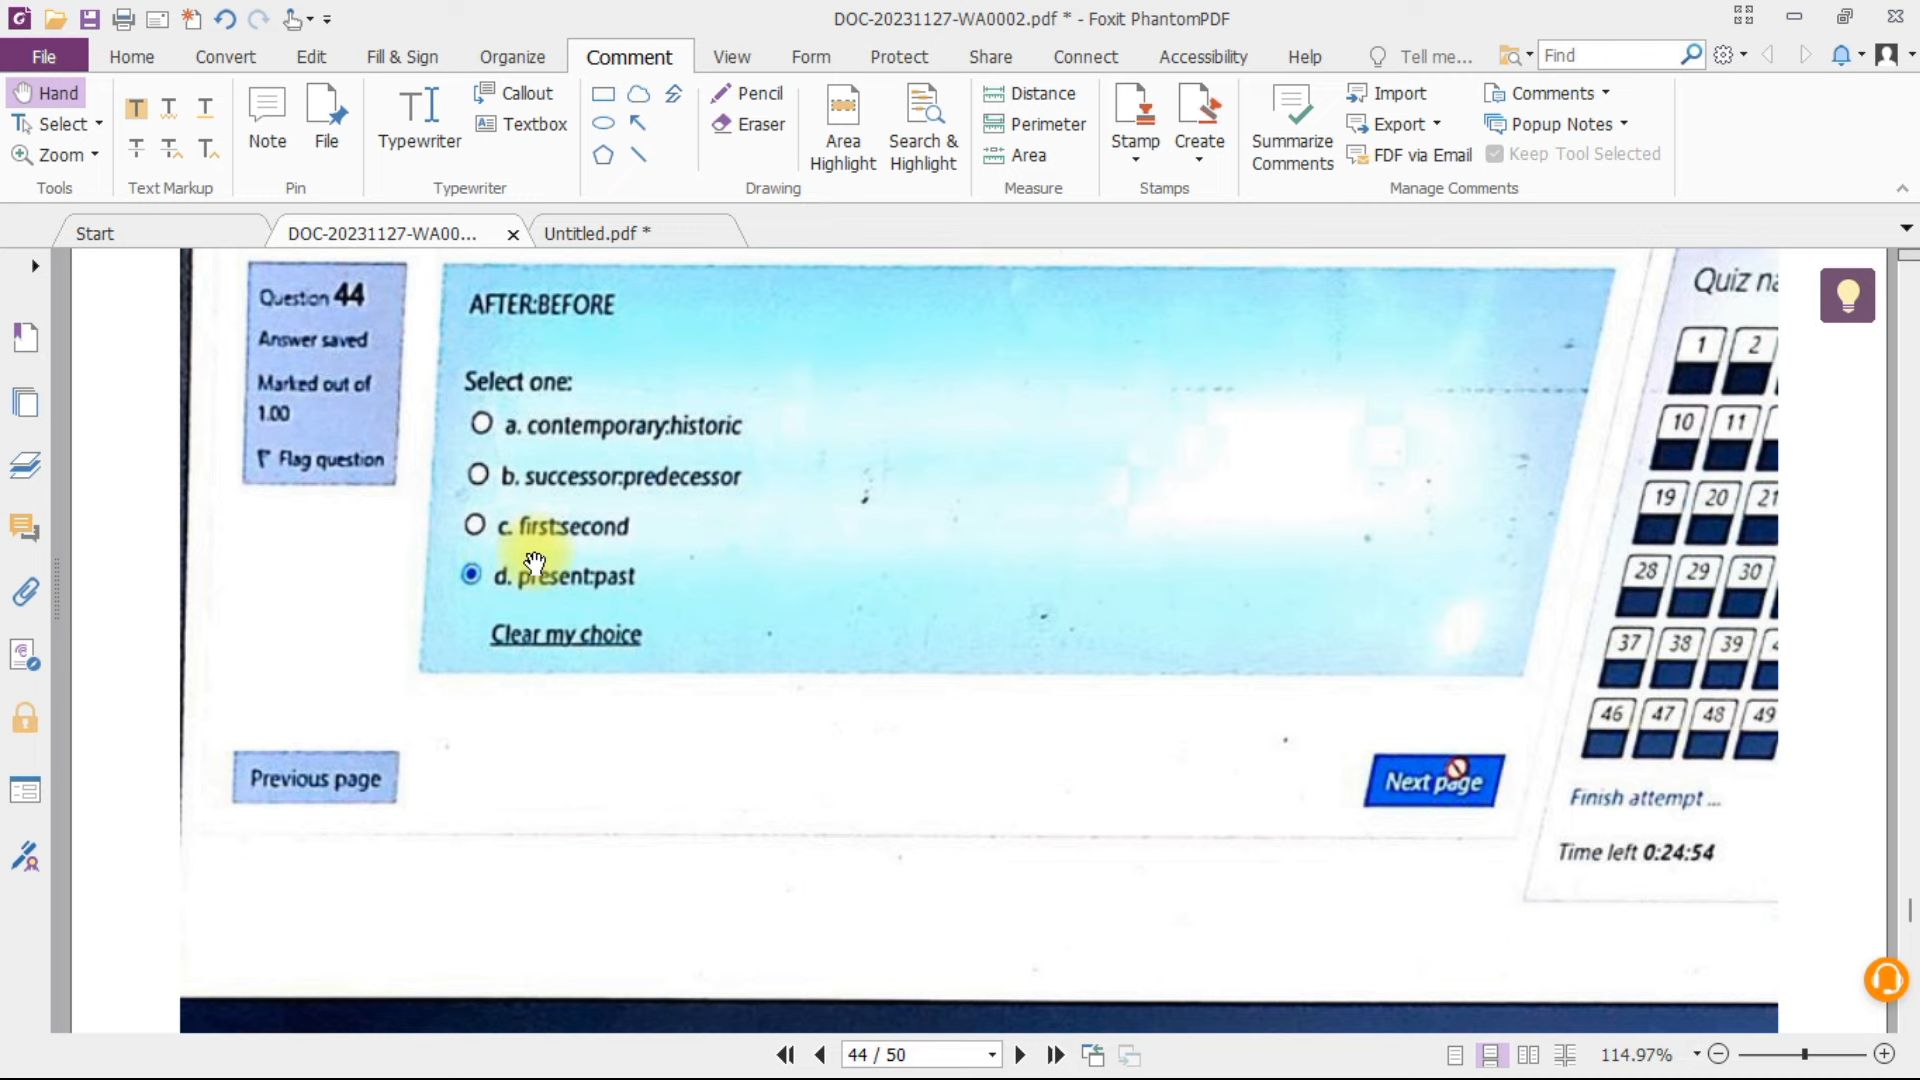 DOC-20231127-WA0002.pdf * - Foxit PhantomPDF
File Home Convert Edit Fill & Sign Organize Comment View Form Protect Share Connect Accessibility Help Tell me... Find
Hand
Select
Zoom
Tools
Text Markup
Note
File
Pin
Typewriter
Callout
Textbox
Typewriter
Pencil
Eraser
Area Highlight
Search & Highlight
Drawing
Distance
Perimeter
Area
Measure
Stamp
Create
Stamps
Summarize Comments
Import
Export
FDF via Email
Comments
Popup Notes
Keep Tool Selected
Manage Comments
Start DOC-20231127-WA00... Untitled.pdf *
Question 44
Answer saved
Marked out of
1.00
Flag question
AFTER:BEFORE
Select one:
a. contemporary:historic
b. successor:predecessor
c. first:second
d. present:past
Clear my choice
Previous page
Next page
Quiz na
1 2
10 11
19 20 21
28 29 30
37 38 39
46 47 48 49
Finish attempt ...
Time left 0:24:54
44 / 50
114.97%